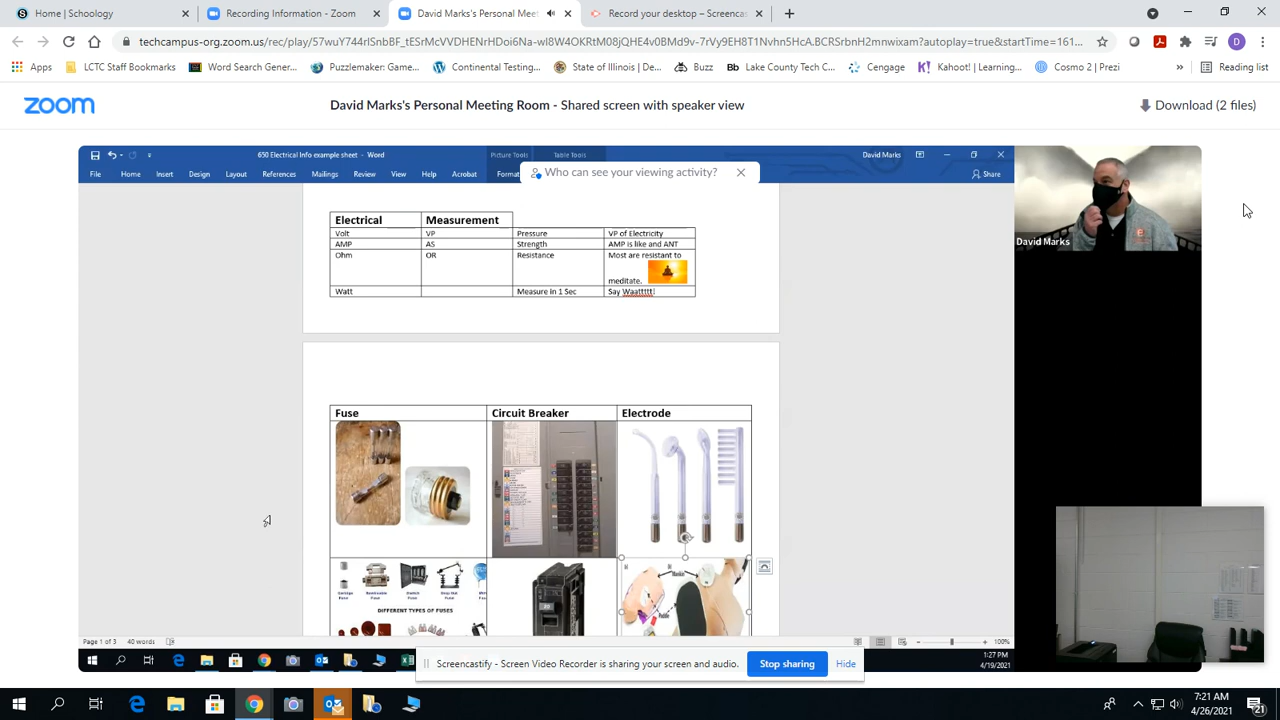 Home | Schoology
Recording Information - Zoom
David Marks's Personal Meet
Record your desktop – Screencas
techcampus-org.zoom.us/rec/play/57wuY744rISnbBF_tESrMcVVDHENrHDoi6Na-wl8W4OKRtM08jQHE4v0BMd9v-7rVy9EH8T1Nvhn5HcA.BCRSrbnH2mnwixam?autoplay=true&startTime=161...
Apps
LCTC Staff Bookmarks
Word Search Gener...
Puzzlemaker: Game...
Continental Testing...
State of Illinois | De...
Buzz
Lake County Tech C...
Cengage
Kahoot! | Learning...
Cosmo 2 | Prezi
Reading list
zoom
David Marks's Personal Meeting Room - Shared screen with speaker view
Download (2 files)
650 Electrical Info example sheet - Word
Picture Tools
Table Tools
David Marks
File Home Insert Design Layout References Mailings Review View Help Acrobat Format
Share
Who can see your viewing activity?
Electrical Measurement
Volt VP Pressure VP of Electricity
AMP AS Strength AMP is like and ANT
Ohm OR Resistance Most are resistant to
meditate.
Watt Measure in 1 Sec Say Waattttt!
David Marks
Fuse Circuit Breaker Electrode
DIFFERENT TYPES OF FUSES
20
Page 1 of 3 40 words
100%
1:27 PM
4/19/2021
Screencastify - Screen Video Recorder is sharing your screen and audio.
Stop sharing
Hide
7:21 AM
4/26/2021
21